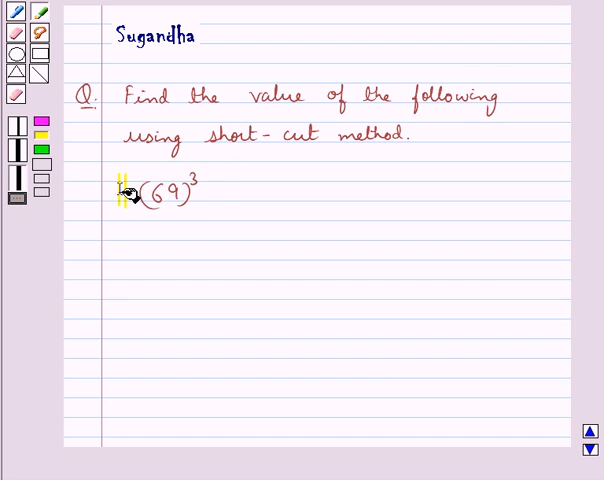 Sugandha
Q. Find the value of the following
using short-cut method.
(69)³